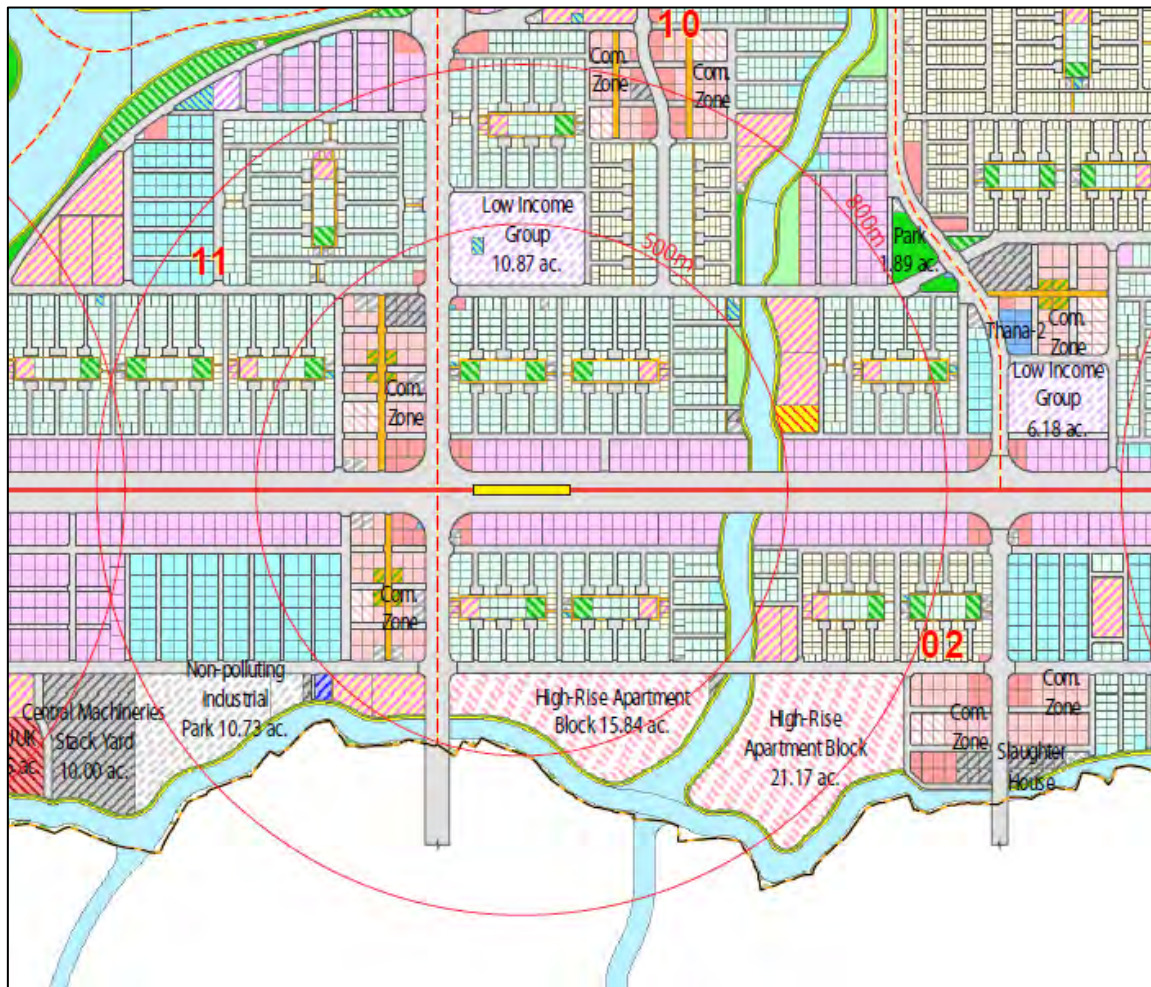 10
Com.
Zone
Com.
Zone
Low Income
Group
10.87 ac.
500m
800m
Park
1.89 ac.
11
Thana-2
Com.
Zone
Com.
Zone
Low Income
Group
6.18 ac.
Com.
Zone
02
Non-polluting
industrial
Park 10.73 ac.
Central Machineries
Stack Yard
10.00 ac.
High-Rise Apartment
Block 15.84 ac.
High-Rise
Apartment Block
21.17 ac.
Com.
Zone
Com.
Zone
Slaughter
House